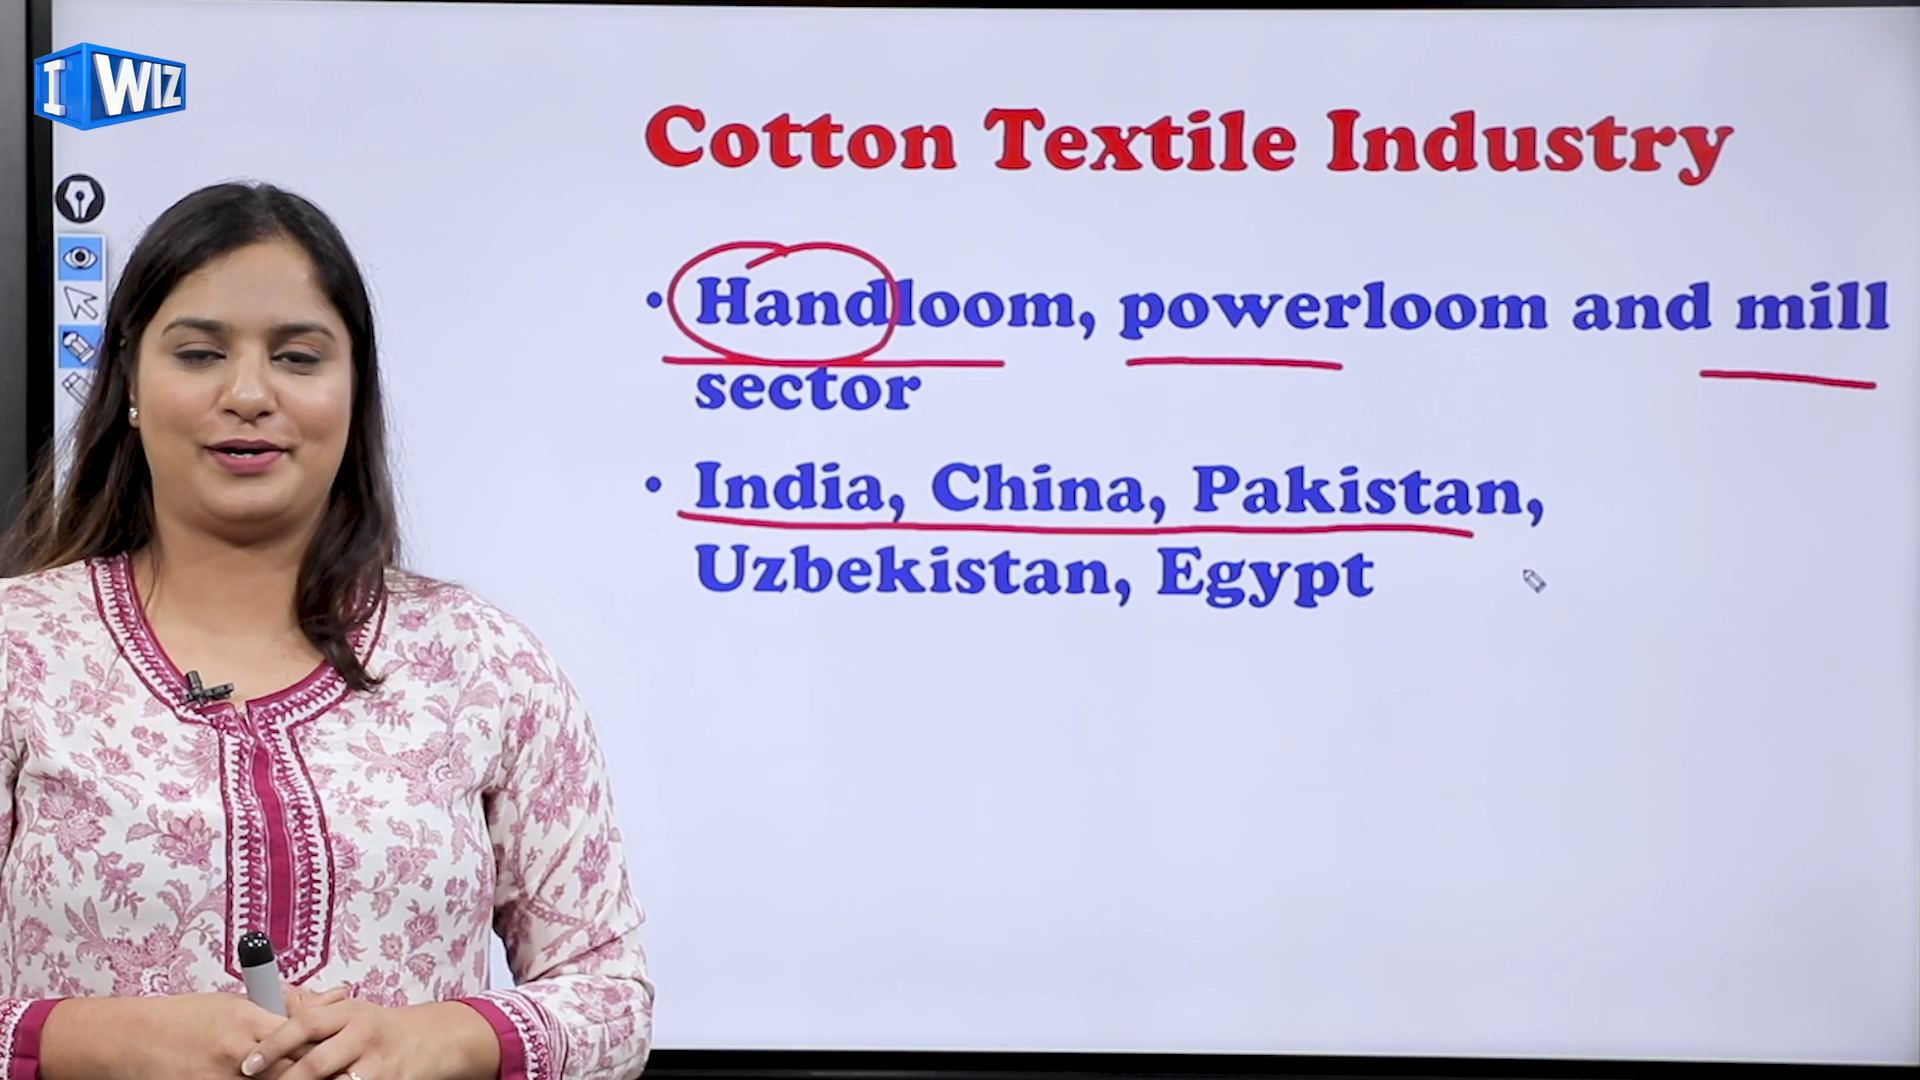 I WIZ
Cotton Textile Industry
• Handloom, powerloom and mill
sector
• India, China, Pakistan,
Uzbekistan, Egypt